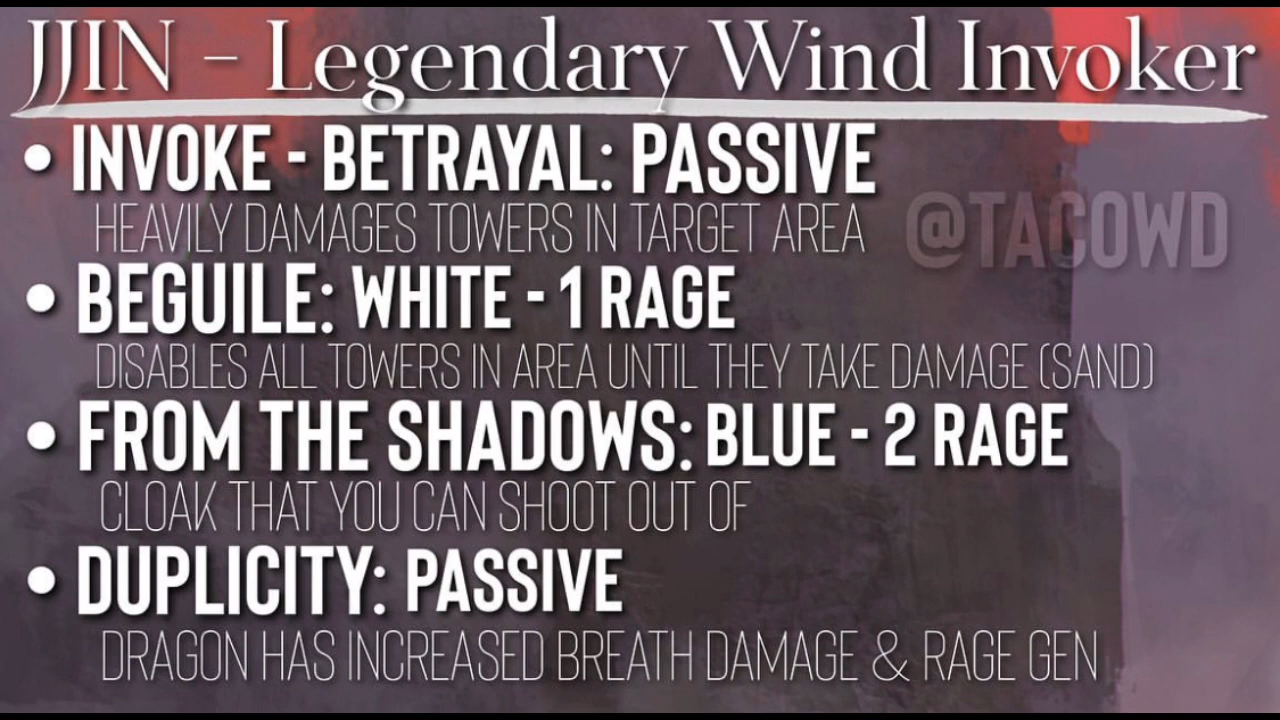 JJIN – Legendary Wind Invoker
• INVOKE - BETRAYAL: PASSIVE
HEAVILY DAMAGES TOWERS IN TARGET AREA
@TACOWD
• BEGUILE: WHITE - 1 RAGE
DISABLES ALL TOWERS IN AREA UNTIL THEY TAKE DAMAGE (SAND)
• FROM THE SHADOWS: BLUE - 2 RAGE
CLOAK THAT YOU CAN SHOOT OUT OF
• DUPLICITY: PASSIVE
DRAGON HAS INCREASED BREATH DAMAGE & RAGE GEN